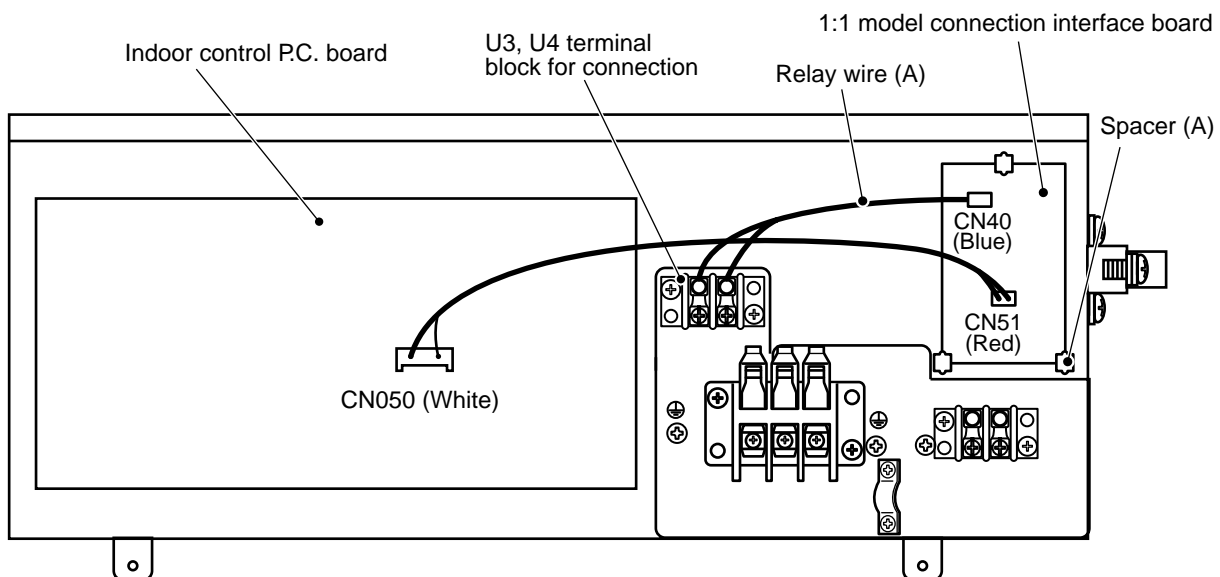 1:1 model connection interface board
U3, U4 terminal
block for connection
Indoor control P.C. board
Relay wire (A)
Spacer (A)
CN40
(Blue)
CN51
(Red)
CN050 (White)